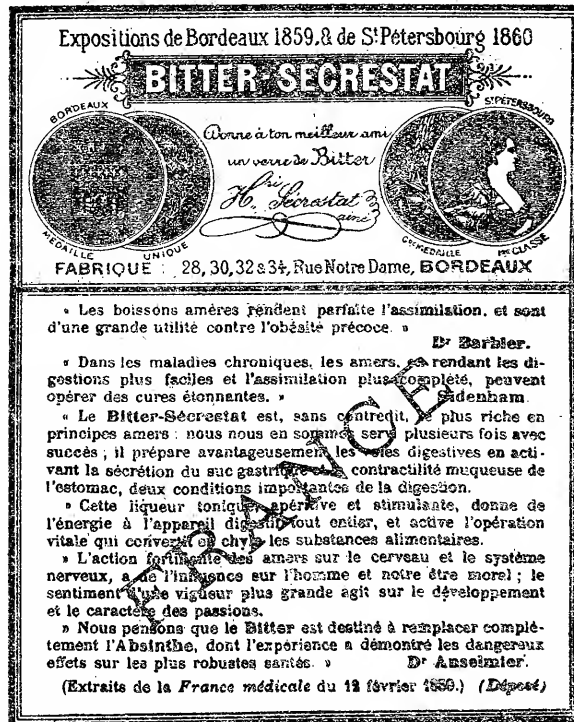 Expositions de Bordeaux 1859, & de St Pétersbourg 1860
BITTER-SECRESTAT
BORDEAUX
MÉDAILLE UNIQUE
Donne à ton meilleur ami
un verre de Bitter
Hri Secrestat
ainé
St PÉTERSBOURG
Gde MÉDAILLE 1re CLASSE
FABRIQUE : 28, 30, 32 & 34, Rue Notre Dame, BORDEAUX
« Les boissons amères rendent parfaite l'assimilation, et sont
d'une grande utilité contre l'obésité précoce. »
Dr Barbier.
« Dans les maladies chroniques, les amers, en rendant les di-
gestions plus faciles et l'assimilation plus complète, peuvent
opérer des cures étonnantes. » Sidenham.
« Le Bitter-Sécrestat est, sans contredit, le plus riche en
principes amers : nous nous en sommes servi plusieurs fois avec
succès ; il prépare avantageusement les voies digestives en acti-
vant la sécrétion du suc gastrique et la contractilité muqueuse de
l'estomac, deux conditions importantes de la digestion.
» Cette liqueur tonique, apéritive et stimulante, donne de
l'énergie à l'appareil digestif tout entier, et active l'opération
vitale qui convertit en chyle les substances alimentaires.
» L'action fortifiante des amers sur le cerveau et le système
nerveux, a de l'influence sur l'homme et notre être moral ; le
sentiment d'une vigueur plus grande agit sur le développement
et le caractère des passions.
» Nous pensons que le Bitter est destiné à remplacer complè-
tement l'Absinthe, dont l'expérience a démontré les dangereux
effets sur les plus robustes santés. » Dr Anselmier.
(Extraits de la France médicale du 12 février 1859.) (Déposé)
FRANCE